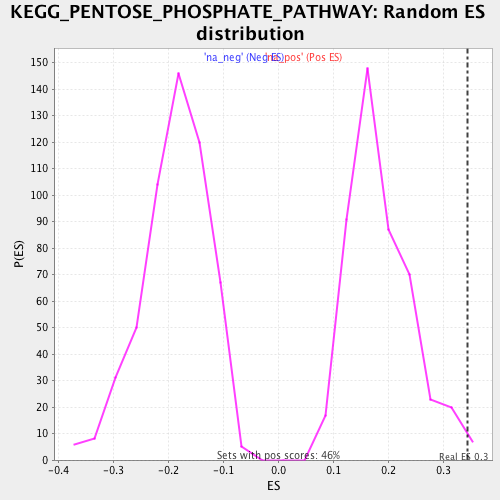 KEGG_PENTOSE_PHOSPHATE_PATHWAY: Random ES
distribution
'na_neg' (Neg ES)
'na_pos' (Pos ES)
150
140
130
120
110
100
90
80
70
60
50
40
30
20
10
0
P(ES)
Sets with pos scores: 46%
Real ES 0.3
-0.4 -0.3 -0.2 -0.1 0.0 0.1 0.2 0.3
ES